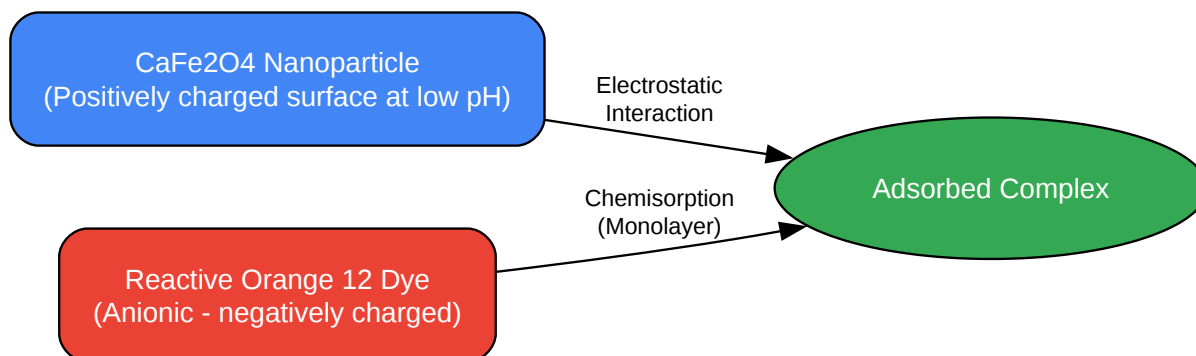 CaFe2O4 Nanoparticle
(Positively charged surface at low pH)
Electrostatic
Interaction
Adsorbed Complex
Chemisorption
(Monolayer)
Reactive Orange 12 Dye
(Anionic - negatively charged)